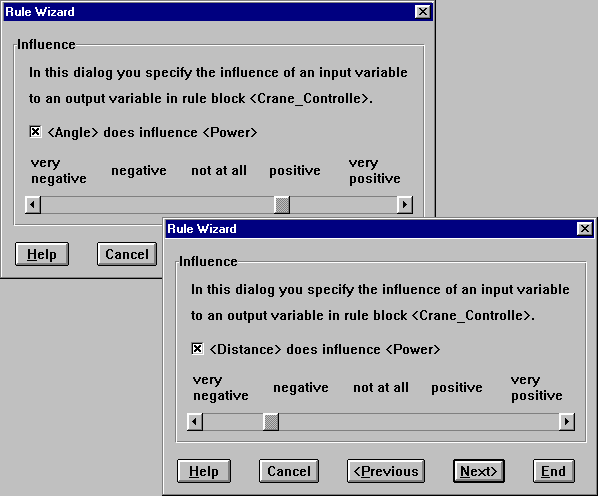 Rule Wizard
Influence
In this dialog you specify the influence of an input variable
to an output variable in rule block <Crane_Controlle>.
<Angle> does influence <Power>
very negative negative not at all positive very positive
Help Cancel
Rule Wizard
Influence
In this dialog you specify the influence of an input variable
to an output variable in rule block <Crane_Controlle>.
<Distance> does influence <Power>
very negative negative not at all positive very positive
Help Cancel <Previous Next> End